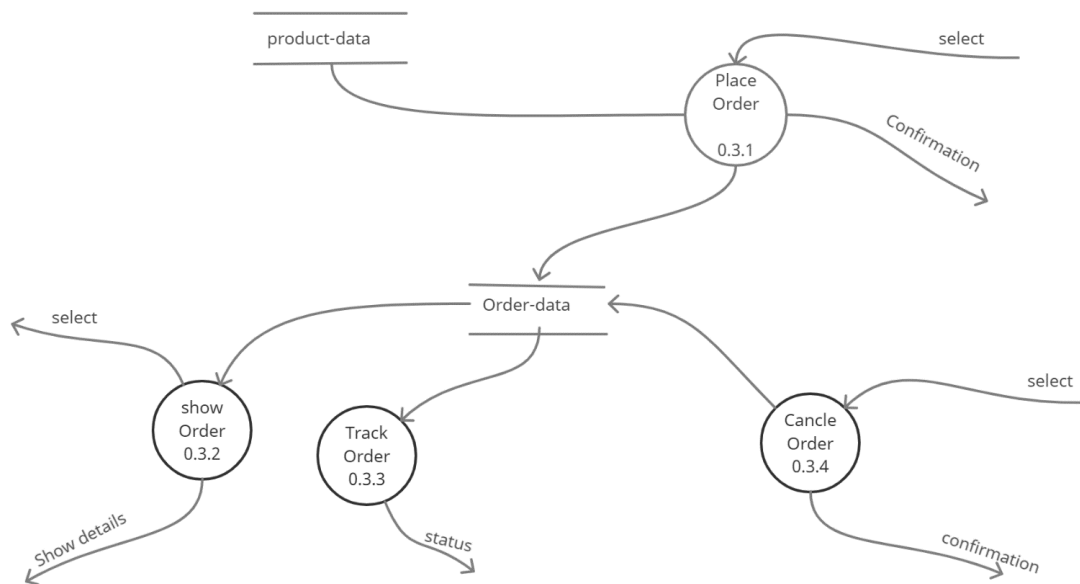 product-data
select
Place
Order
0.3.1
Confirmation
Order-data
select
select
show
Order
0.3.2
Track
Order
0.3.3
Cancle
Order
0.3.4
Show details
status
confirmation